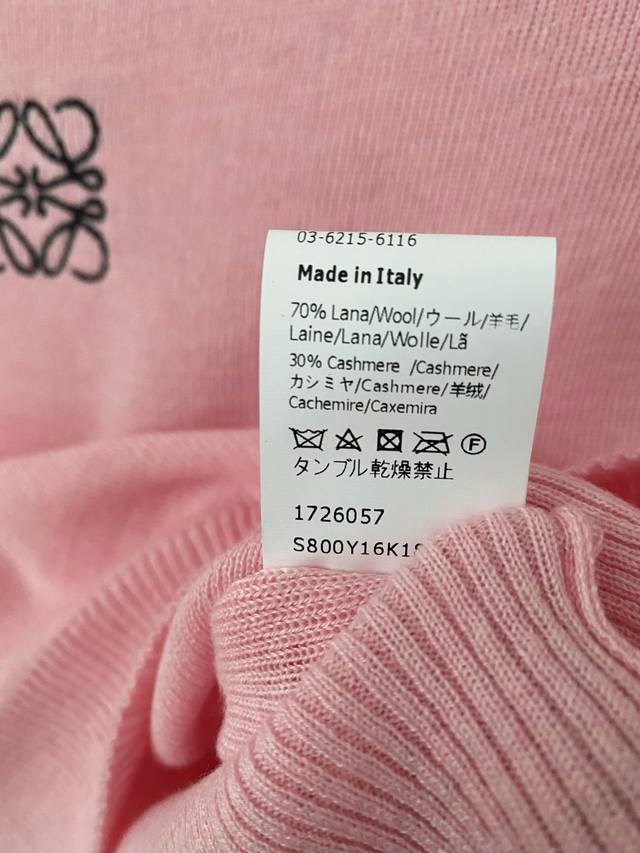 03-6215-6116
Made in Italy
70% Lana/Wool/ウール/羊毛/
Laine/Lana/Wolle/Lã
30% Cashmere /Cashmere/
カシミヤ/Cashmere/羊绒/
Cachemire/Caxemira
F
タンブル乾燥禁止
1726057
S800Y16K1